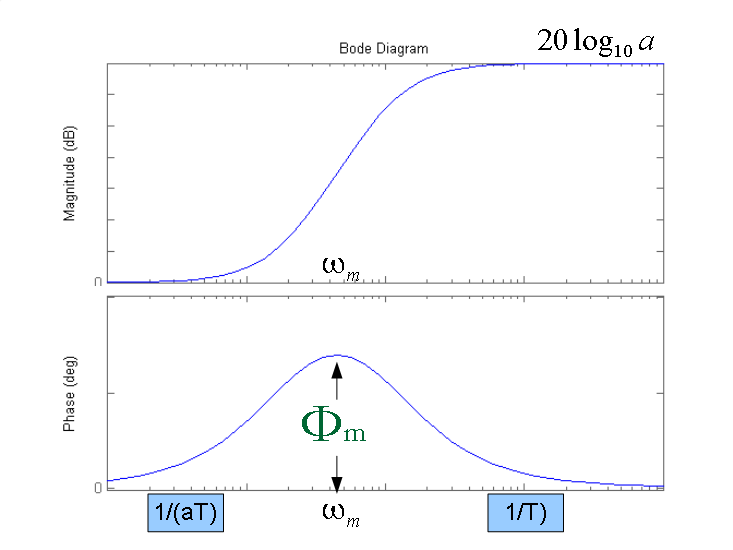 Bode Diagram
20 log₁₀ a
Magnitude (dB)
0
ωₘ
Phase (deg)
Φₘ
0
1/(aT)
ωₘ
1/T)